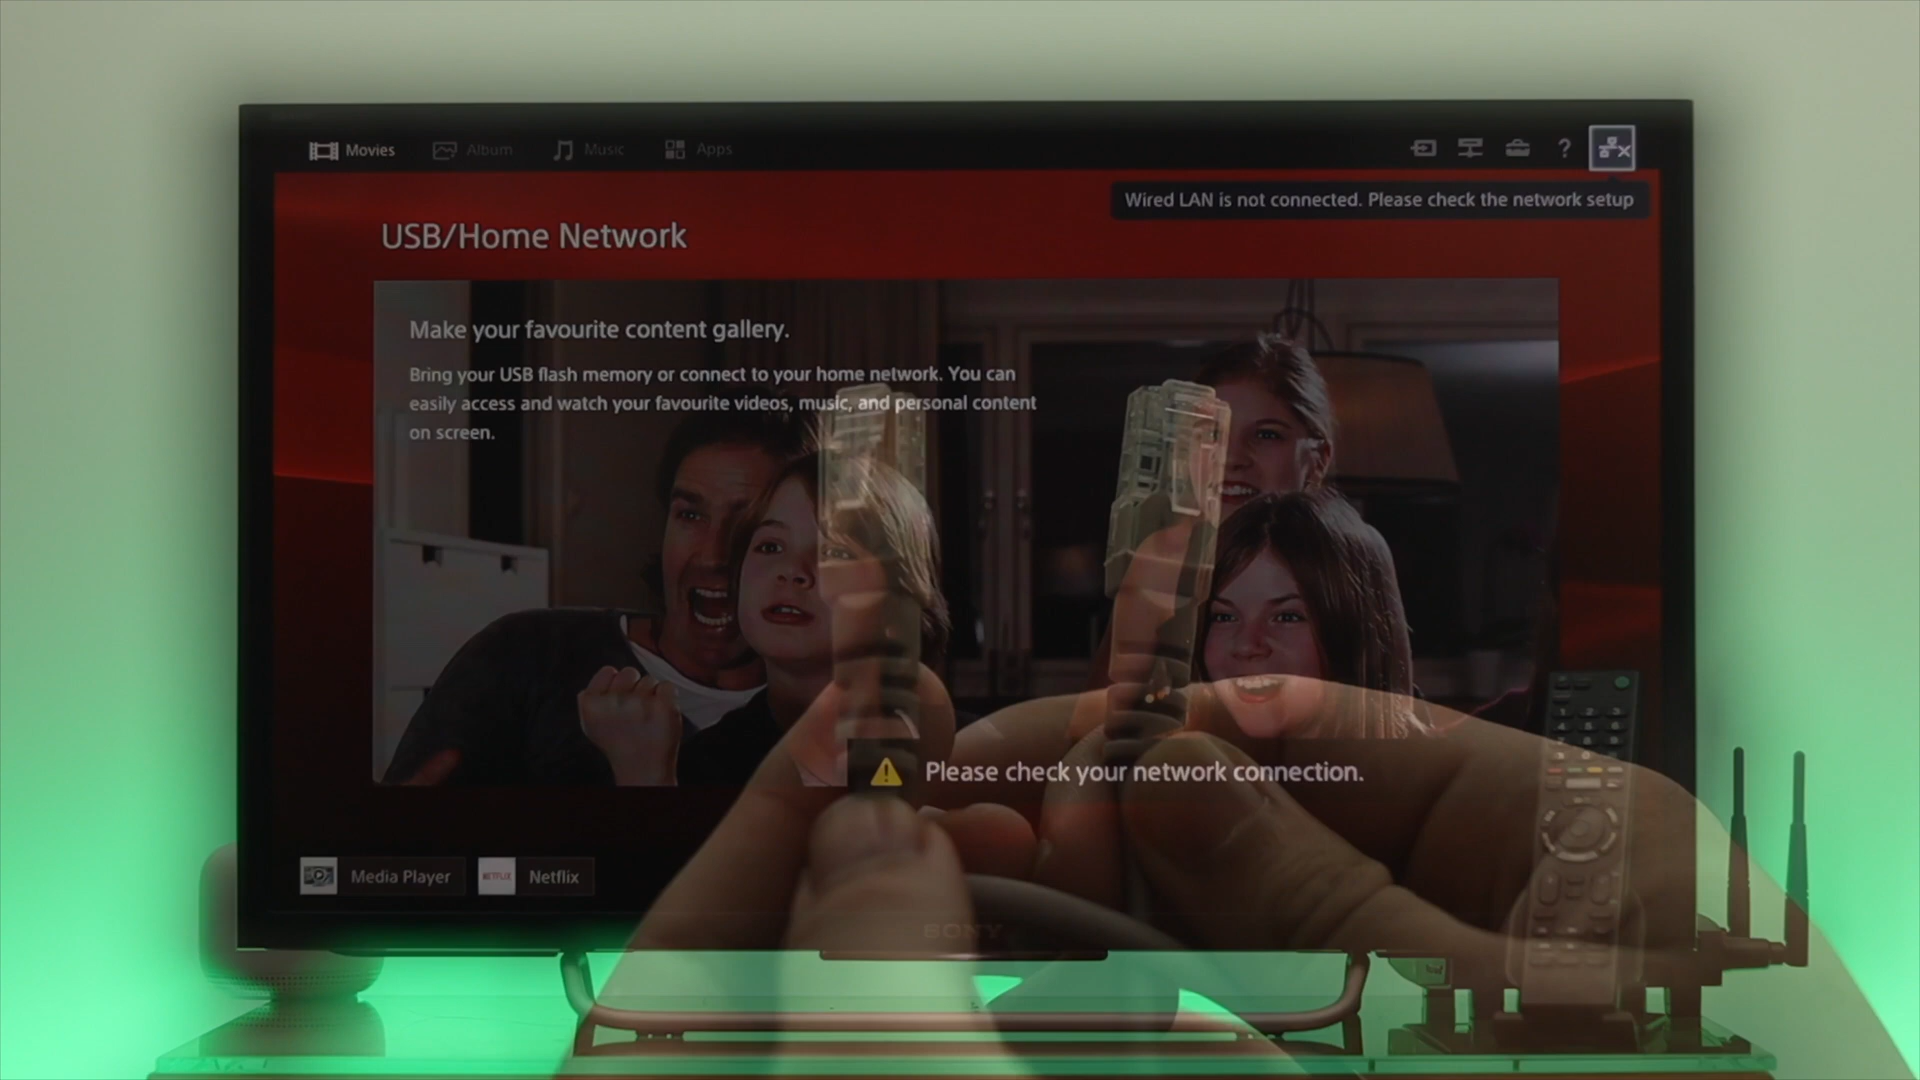 Movies
Album
Music
Apps
?
Wired LAN is not connected. Please check the network setup
USB/Home Network
Make your favourite content gallery.
Bring your USB flash memory or connect to your home network. You can
easily access and watch your favourite videos, music, and personal content
on screen.
Please check your network connection.
Media Player
NETFLIX
Netflix
SONY